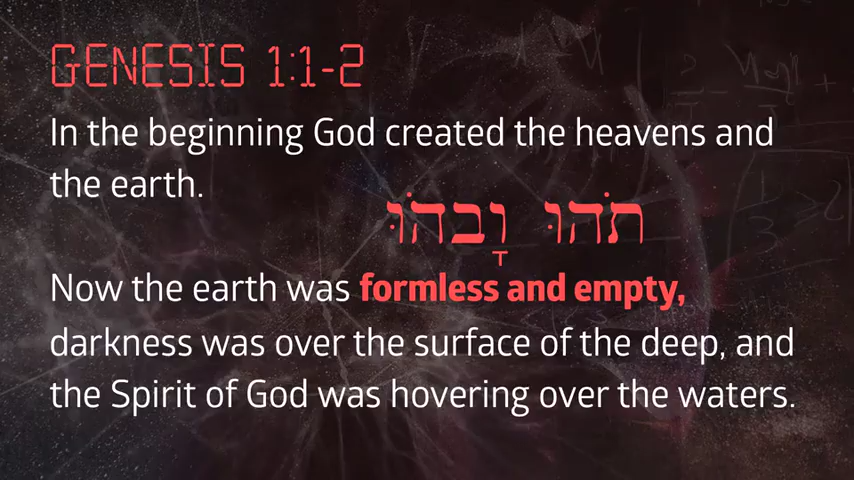 GENESIS 1:1-2
In the beginning God created the heavens and
the earth.
תֹהוּ וָבֹהוּ
Now the earth was formless and empty,
darkness was over the surface of the deep, and
the Spirit of God was hovering over the waters.